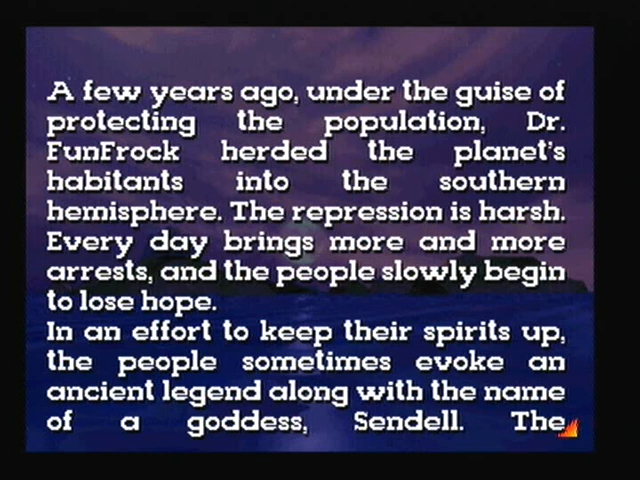 A few years ago, under the guise of
protecting the population, Dr.
FunFrock herded the planet's
habitants into the southern
hemisphere. The repression is harsh.
Every day brings more and more
arrests, and the people slowly begin
to lose hope.
In an effort to keep their spirits up,
the people sometimes evoke an
ancient legend along with the name
of a goddess, Sendell. The